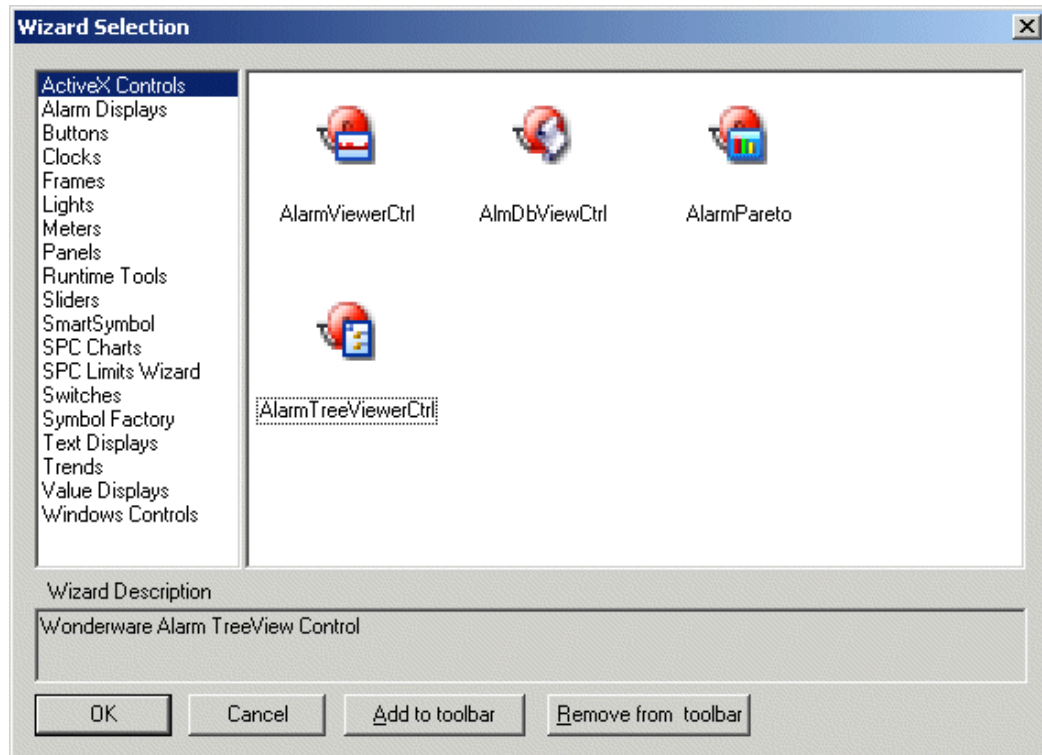 Wizard Selection
ActiveX Controls
Alarm Displays
Buttons
Clocks
Frames
Lights
Meters
Panels
Runtime Tools
Sliders
SmartSymbol
SPC Charts
SPC Limits Wizard
Switches
Symbol Factory
Text Displays
Trends
Value Displays
Windows Controls
AlarmViewerCtrl AlmDbViewCtrl AlarmPareto
AlarmTreeViewerCtrl
Wizard Description
Wonderware Alarm TreeView Control
OK Cancel Add to toolbar Remove from toolbar